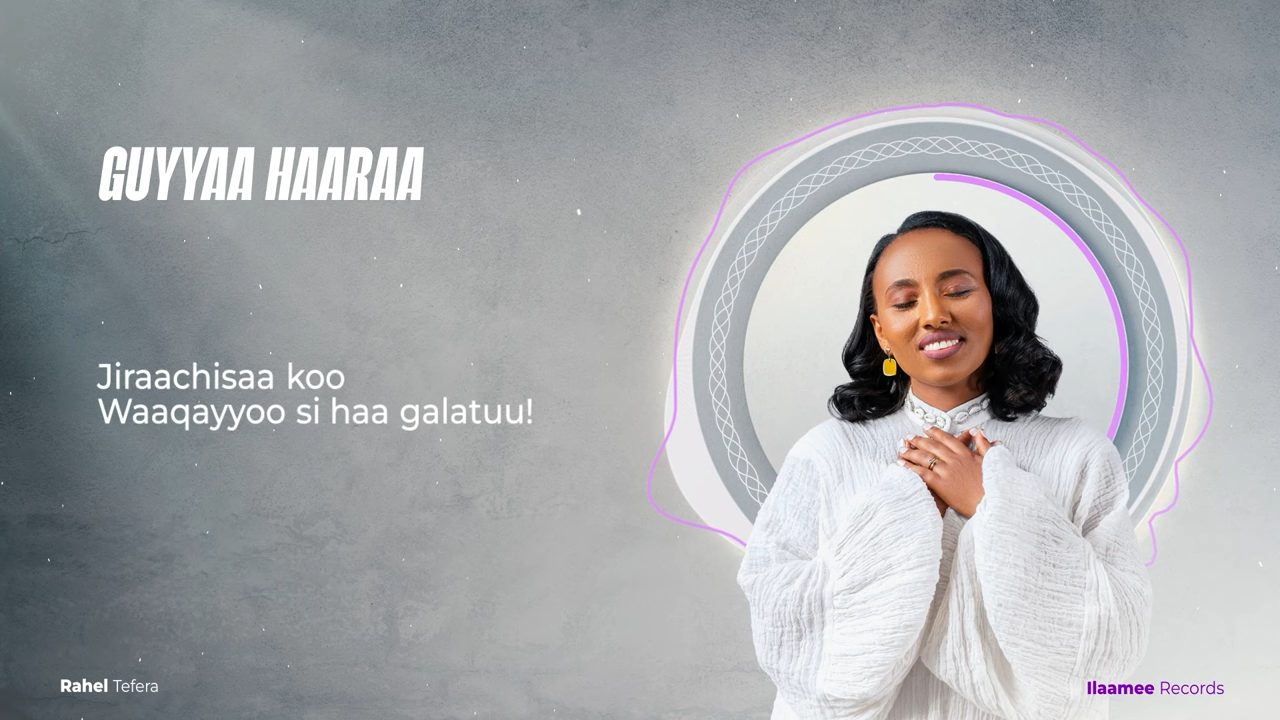 GUYYAA HAARAA
Jiraachisaa koo
Waaqayyoo si haa galatuu!
Rahel Tefera
Ilaamee Records